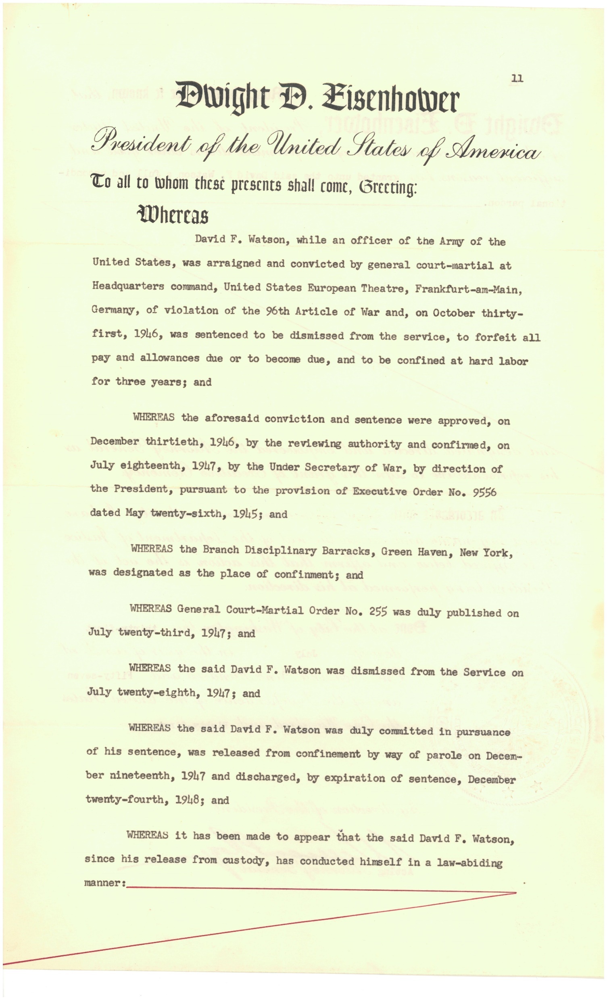 11
Dwight D. Eisenhower
President of the United States of America
To all to whom these presents shall come, Greeting:
Whereas
David F. Watson, while an officer of the Army of the
United States, was arraigned and convicted by general court-martial at
Headquarters command, United States European Theatre, Frankfurt-am-Main,
Germany, of violation of the 96th Article of War and, on October thirty-
first, 1946, was sentenced to be dismissed from the service, to forfeit all
pay and allowances due or to become due, and to be confined at hard labor
for three years; and
WHEREAS the aforesaid conviction and sentence were approved, on
December thirtieth, 1946, by the reviewing authority and confirmed, on
July eighteenth, 1947, by the Under Secretary of War, by direction of
the President, pursuant to the provision of Executive Order No. 9556
dated May twenty-sixth, 1945; and
WHEREAS the Branch Disciplinary Barracks, Green Haven, New York,
was designated as the place of confinment; and
WHEREAS General Court-Martial Order No. 255 was duly published on
July twenty-third, 1947; and
WHEREAS the said David F. Watson was dismissed from the Service on
July twenty-eighth, 1947; and
WHEREAS the said David F. Watson was duly committed in pursuance
of his sentence, was released from confinement by way of parole on Decem-
ber nineteenth, 1947 and discharged, by expiration of sentence, December
twenty-fourth, 1948; and
WHEREAS it has been made to appear that the said David F. Watson,
since his release from custody, has conducted himself in a law-abiding
manner: